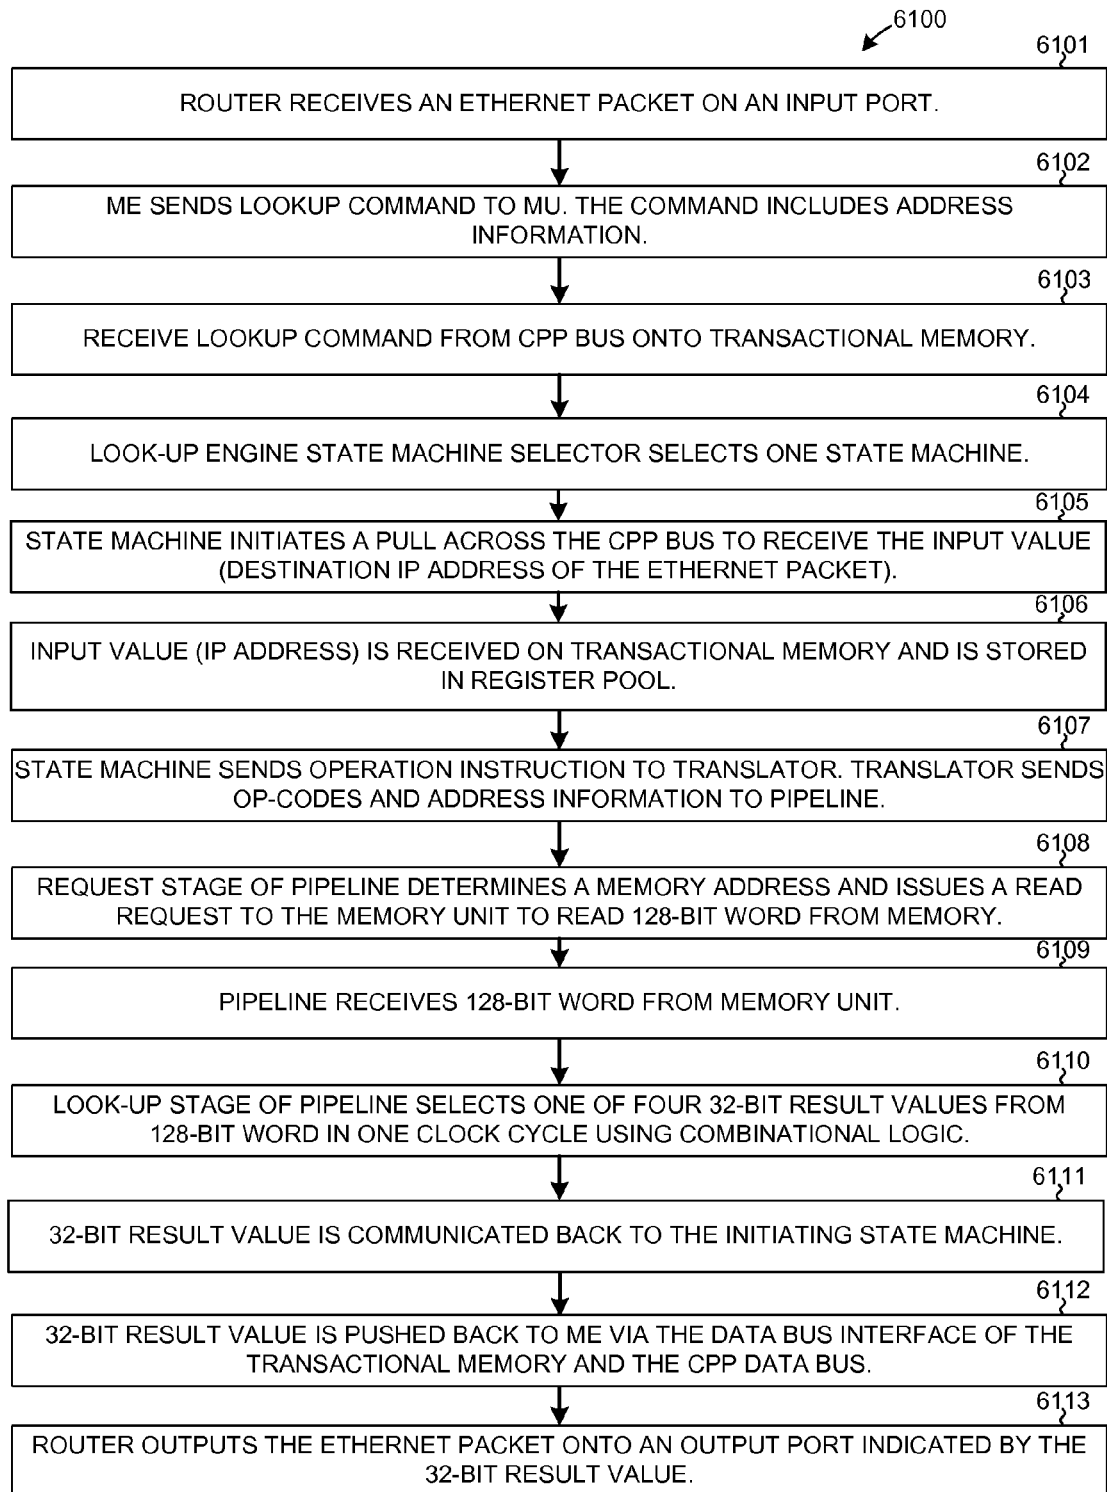 6100
6101
ROUTER RECEIVES AN ETHERNET PACKET ON AN INPUT PORT.
6102
ME SENDS LOOKUP COMMAND TO MU. THE COMMAND INCLUDES ADDRESS
INFORMATION.
6103
RECEIVE LOOKUP COMMAND FROM CPP BUS ONTO TRANSACTIONAL MEMORY.
6104
LOOK-UP ENGINE STATE MACHINE SELECTOR SELECTS ONE STATE MACHINE.
6105
STATE MACHINE INITIATES A PULL ACROSS THE CPP BUS TO RECEIVE THE INPUT VALUE
(DESTINATION IP ADDRESS OF THE ETHERNET PACKET).
6106
INPUT VALUE (IP ADDRESS) IS RECEIVED ON TRANSACTIONAL MEMORY AND IS STORED
IN REGISTER POOL.
6107
STATE MACHINE SENDS OPERATION INSTRUCTION TO TRANSLATOR. TRANSLATOR SENDS
OP-CODES AND ADDRESS INFORMATION TO PIPELINE.
6108
REQUEST STAGE OF PIPELINE DETERMINES A MEMORY ADDRESS AND ISSUES A READ
REQUEST TO THE MEMORY UNIT TO READ 128-BIT WORD FROM MEMORY.
6109
PIPELINE RECEIVES 128-BIT WORD FROM MEMORY UNIT.
6110
LOOK-UP STAGE OF PIPELINE SELECTS ONE OF FOUR 32-BIT RESULT VALUES FROM
128-BIT WORD IN ONE CLOCK CYCLE USING COMBINATIONAL LOGIC.
6111
32-BIT RESULT VALUE IS COMMUNICATED BACK TO THE INITIATING STATE MACHINE.
6112
32-BIT RESULT VALUE IS PUSHED BACK TO ME VIA THE DATA BUS INTERFACE OF THE
TRANSACTIONAL MEMORY AND THE CPP DATA BUS.
6113
ROUTER OUTPUTS THE ETHERNET PACKET ONTO AN OUTPUT PORT INDICATED BY THE
32-BIT RESULT VALUE.